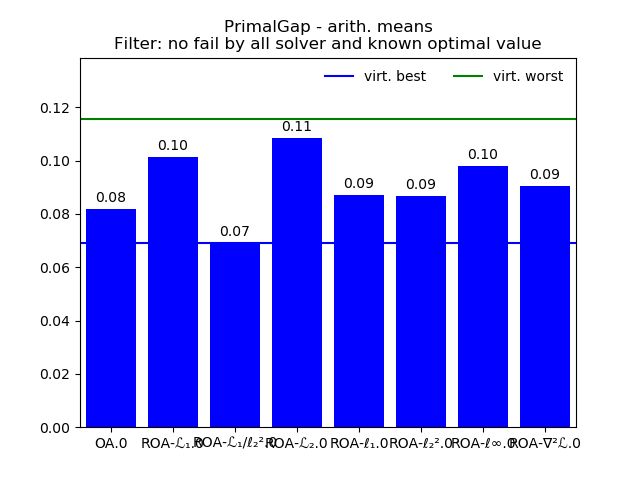 PrimalGap - arith. means
Filter: no fail by all solver and known optimal value
virt. best
virt. worst
0.12
0.10
0.08
0.06
0.04
0.02
0.00
0.08
0.10
0.07
0.11
0.09
0.09
0.10
0.09
OA.0
ROA-ℒ₁.0
ROA-ℒ₁/ℓ₂².0
ROA-ℒ₂.0
ROA-ℓ₁.0
ROA-ℓ₂².0
ROA-ℓ∞.0
ROA-∇²ℒ.0